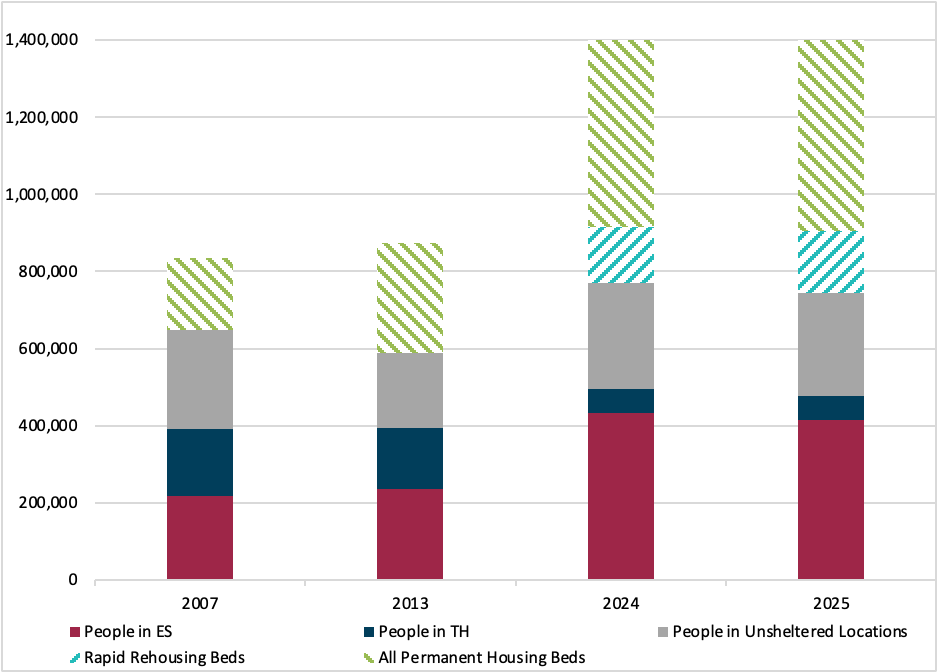 1,400,000
1,200,000
1,000,000
800,000
600,000
400,000
200,000
0
2007 2013 2024 2025
People in ES People in TH People in Unsheltered Locations
Rapid Rehousing Beds All Permanent Housing Beds